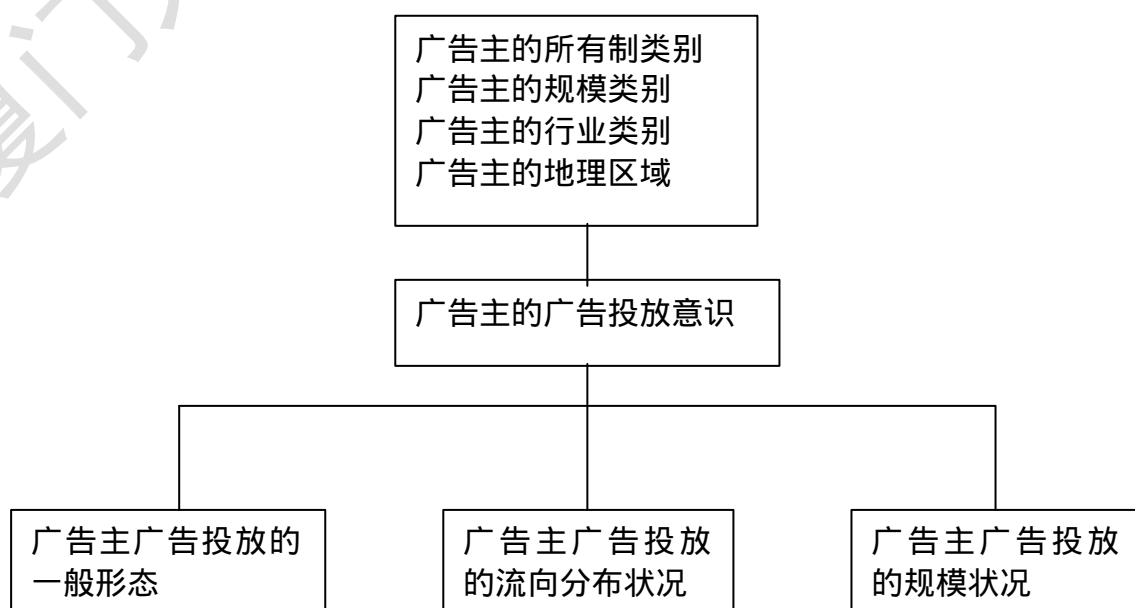 广告主的所有制类别
广告主的规模类别
广告主的行业类别
广告主的地理区域
广告主的广告投放意识
广告主广告投放的
一般形态
广告主广告投放
的流向分布状况
广告主广告投放
的规模状况
厦门